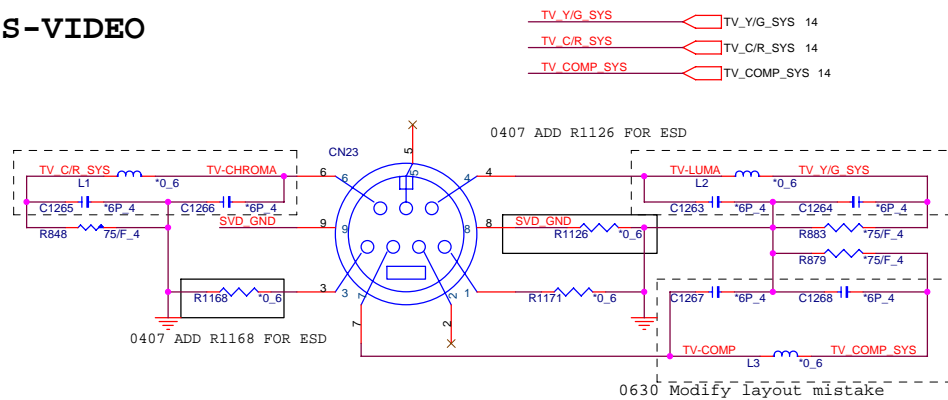 S-VIDEO
TV_Y/G_SYS TV_Y/G_SYS 14
TV_C/R_SYS TV_C/R_SYS 14
TV_COMP_SYS TV_COMP_SYS 14
0407 ADD R1126 FOR ESD
CN23
5
5
TV_C/R_SYS TV-CHROMA 6 6 4 4 TV-LUMA TV_Y/G_SYS
L1 *0_6 L2 *0_6
C1265 *6P_4 C1266 *6P_4 C1263 *6P_4 C1264 *6P_4
SVD_GND 9 9 8 8 SVD_GND
R848 75/F_4 R1126 *0_6 R883 *75/F_4
R879 *75/F_4
R1168 *0_6 3 3 7 2 1 1 R1171 *0_6 C1267 *6P_4 C1268 *6P_4
7 2
0407 ADD R1168 FOR ESD
TV-COMP TV_COMP_SYS
L3 *0_6
0630 Modify layout mistake